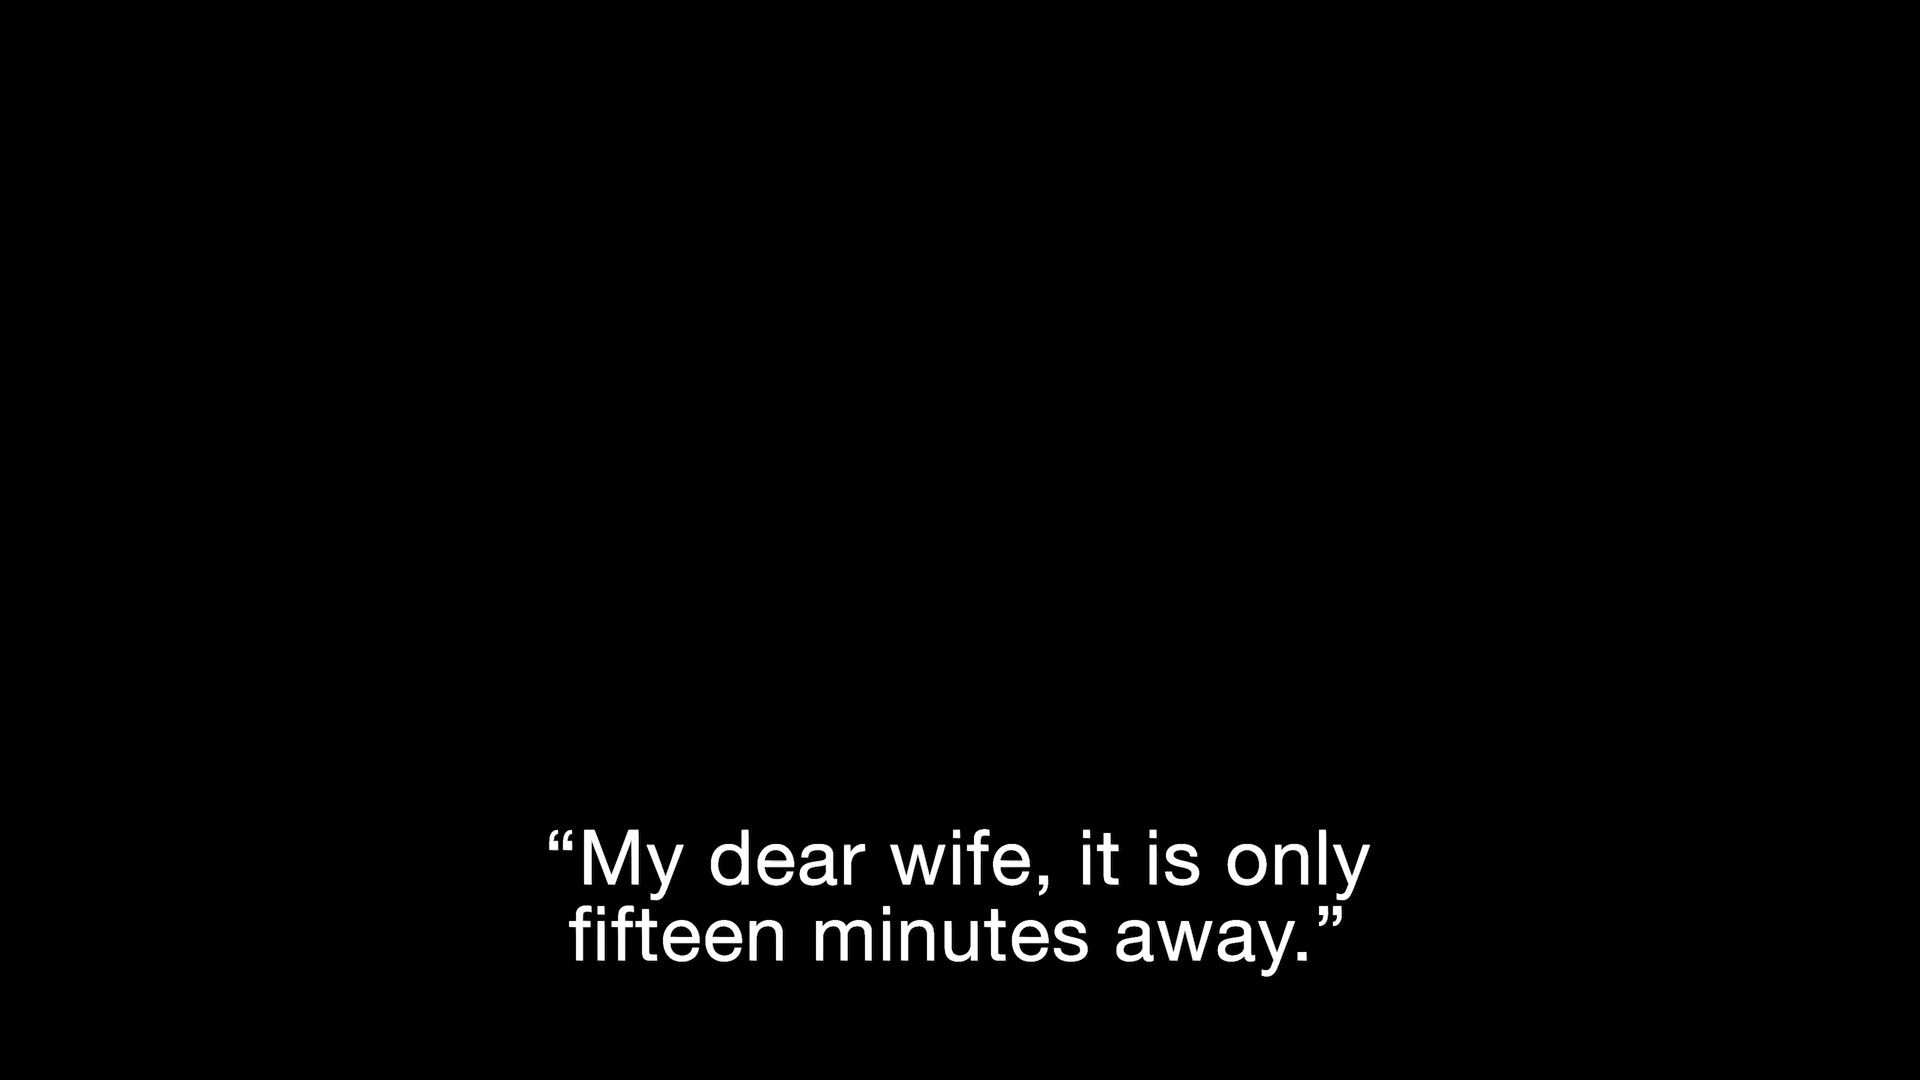 “My dear wife, it is only
fifteen minutes away.”